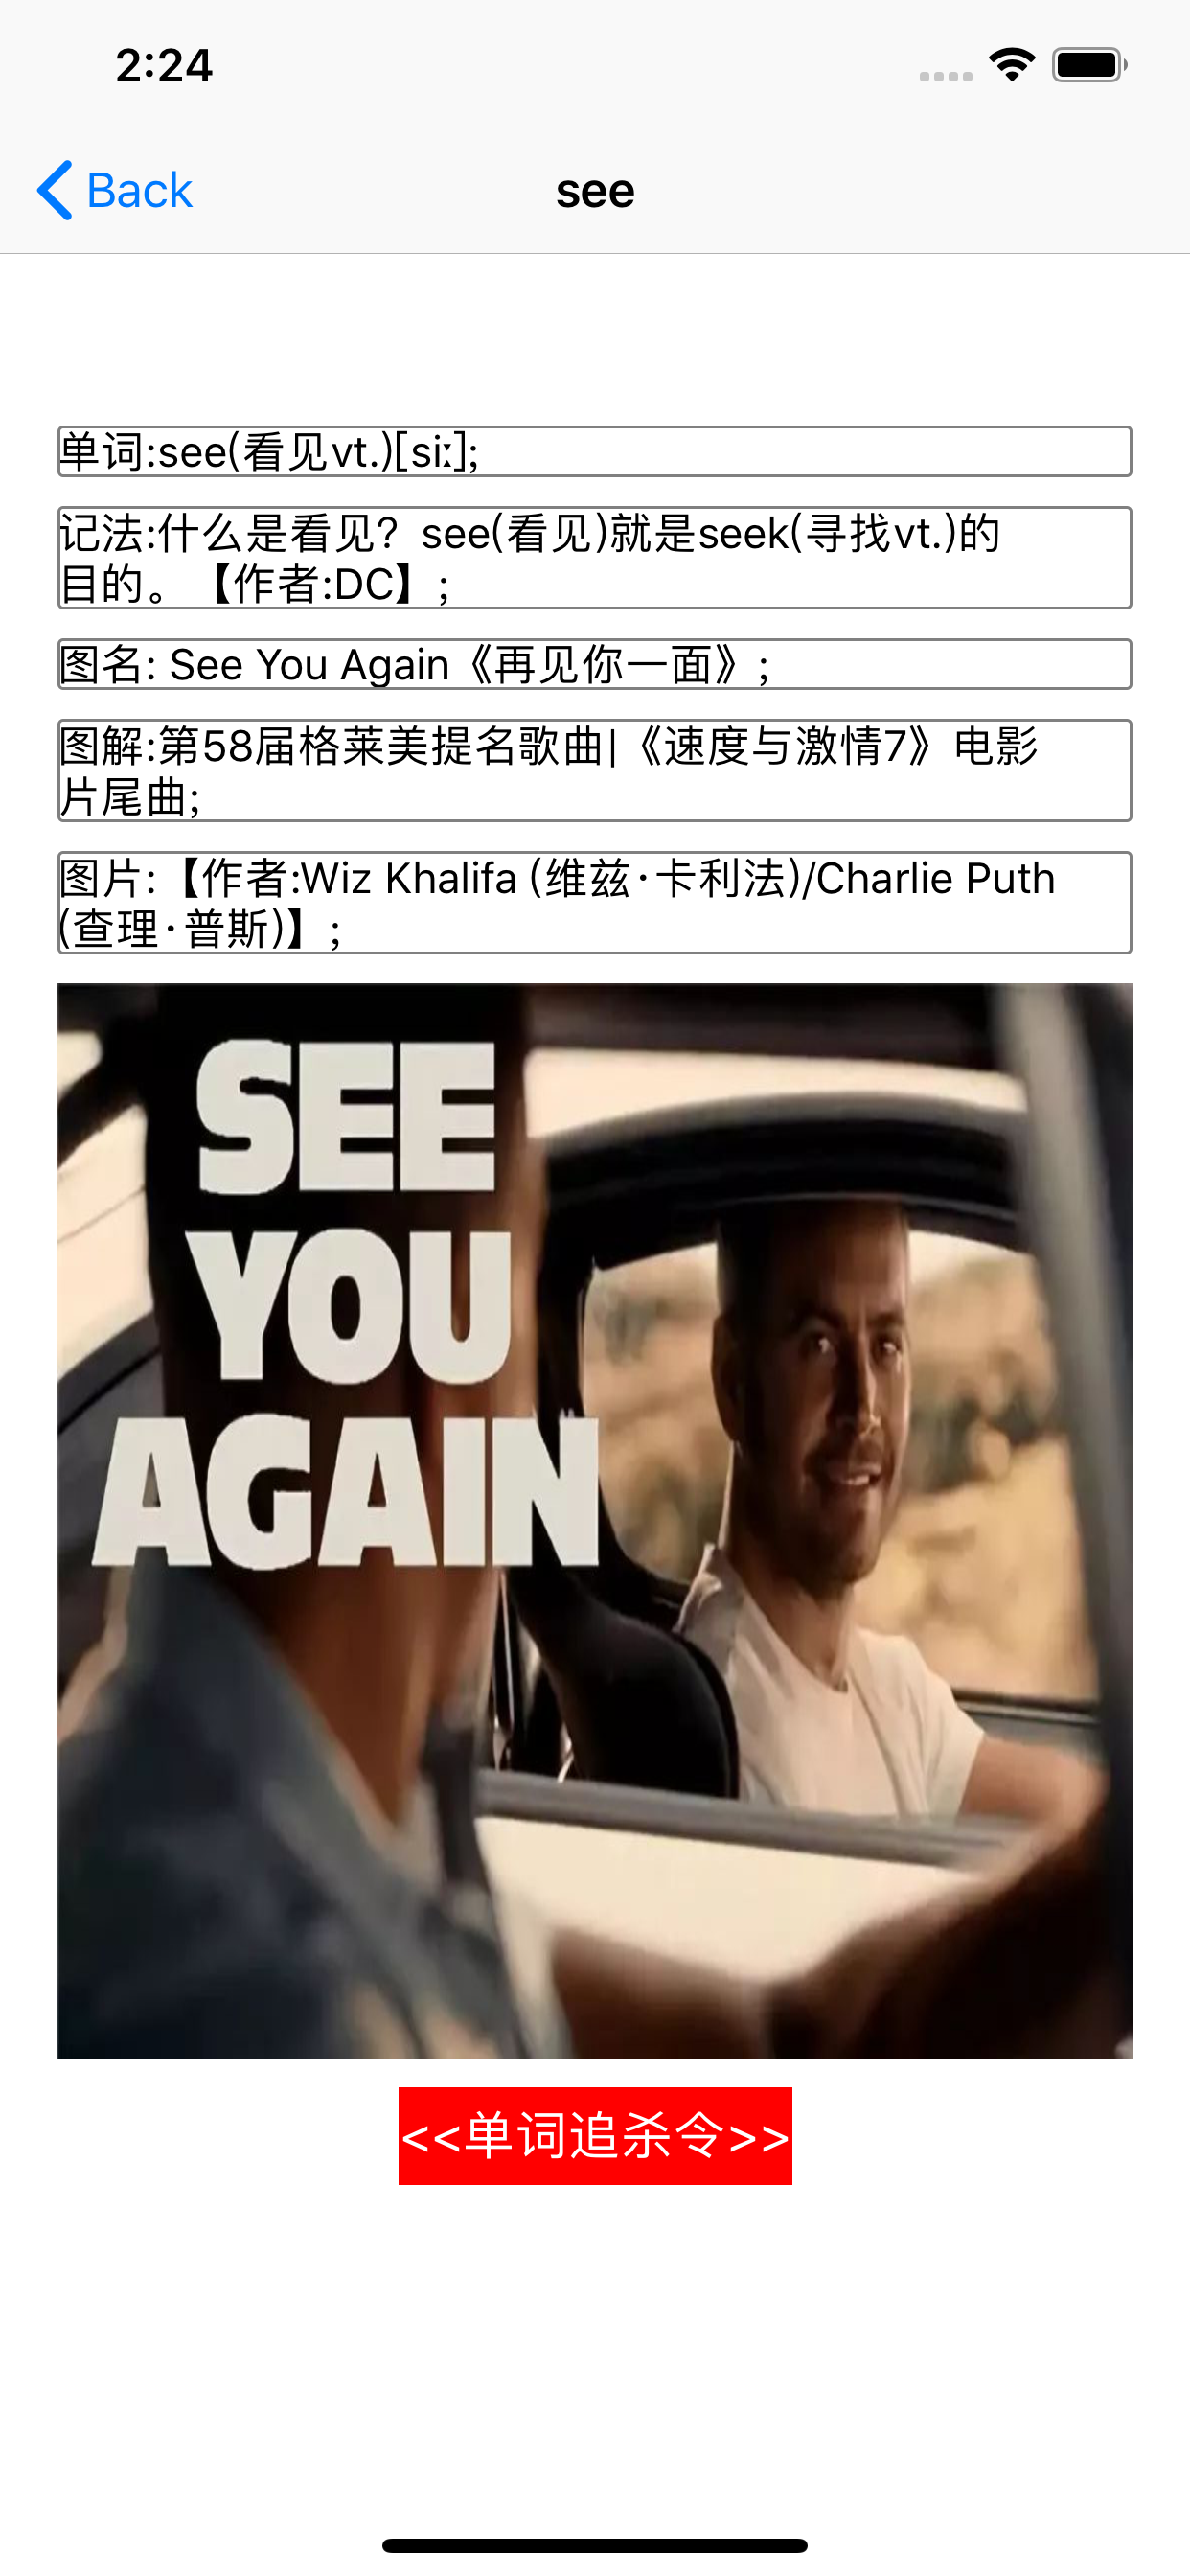 2:24
Back
see
单词:see(看见vt.)[siː];
记法:什么是看见？see(看见)就是seek(寻找vt.)的
目的。【作者:DC】;
图名: See You Again《再见你一面》;
图解:第58届格莱美提名歌曲|《速度与激情7》电影
片尾曲;
图片:【作者:Wiz Khalifa (维兹·卡利法)/Charlie Puth
(查理·普斯)】;
SEE
YOU
AGAIN
<<单词追杀令>>